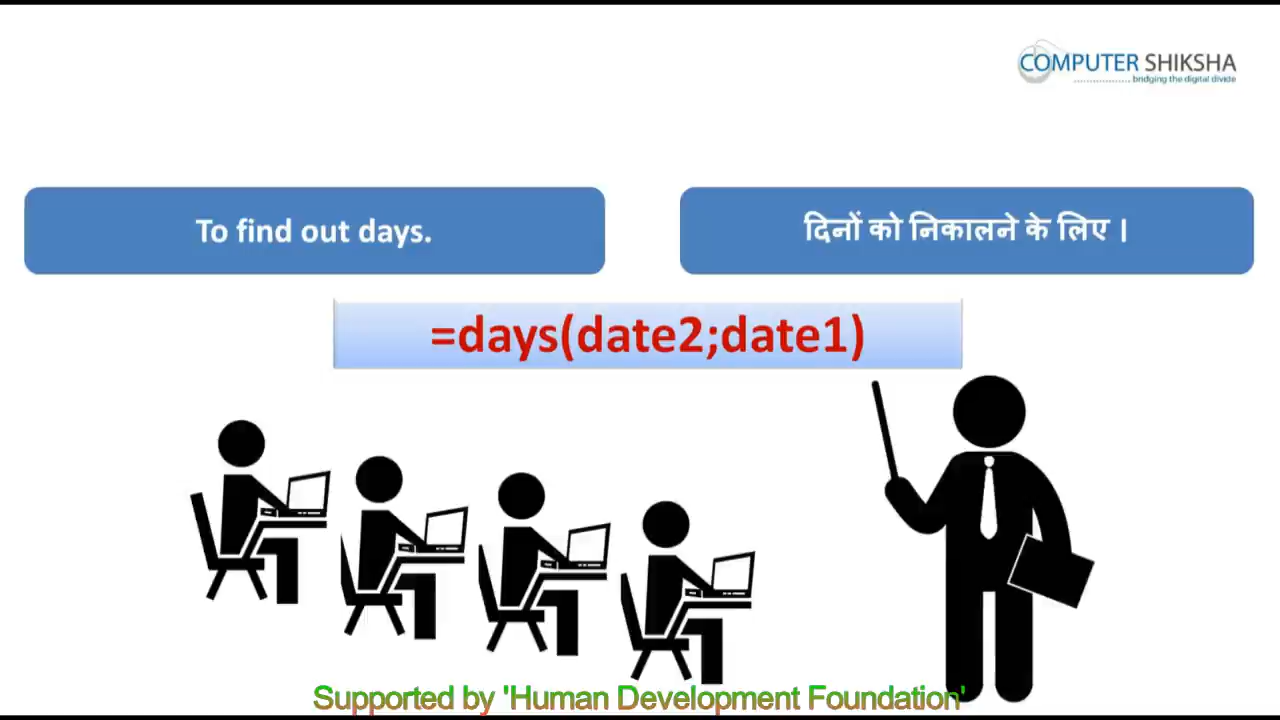 COMPUTER SHIKSHA
bridging the digital divide
To find out days.
दिनों को निकालने के लिए ।
=days(date2;date1)
Supported by 'Human Development Foundation'